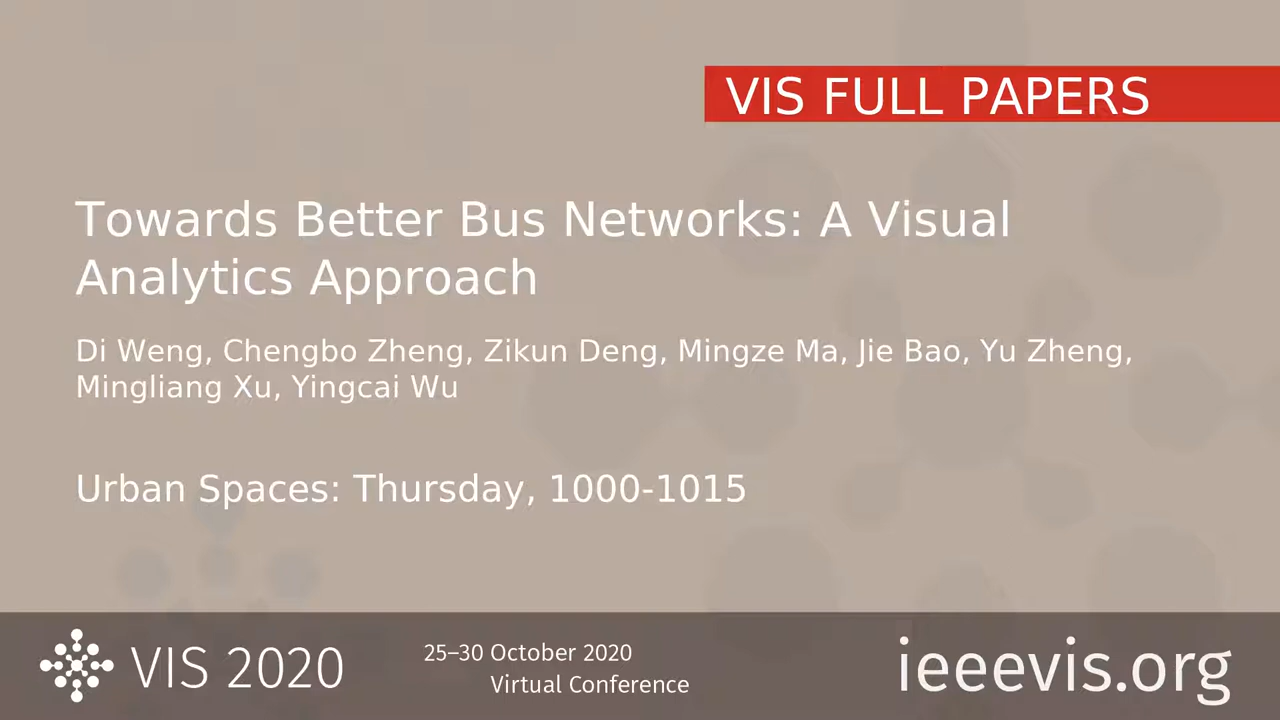 VIS FULL PAPERS
Towards Better Bus Networks: A Visual
Analytics Approach
Di Weng, Chengbo Zheng, Zikun Deng, Mingze Ma, Jie Bao, Yu Zheng,
Mingliang Xu, Yingcai Wu
Urban Spaces: Thursday, 1000-1015
VIS 2020
25–30 October 2020
Virtual Conference
ieeevis.org